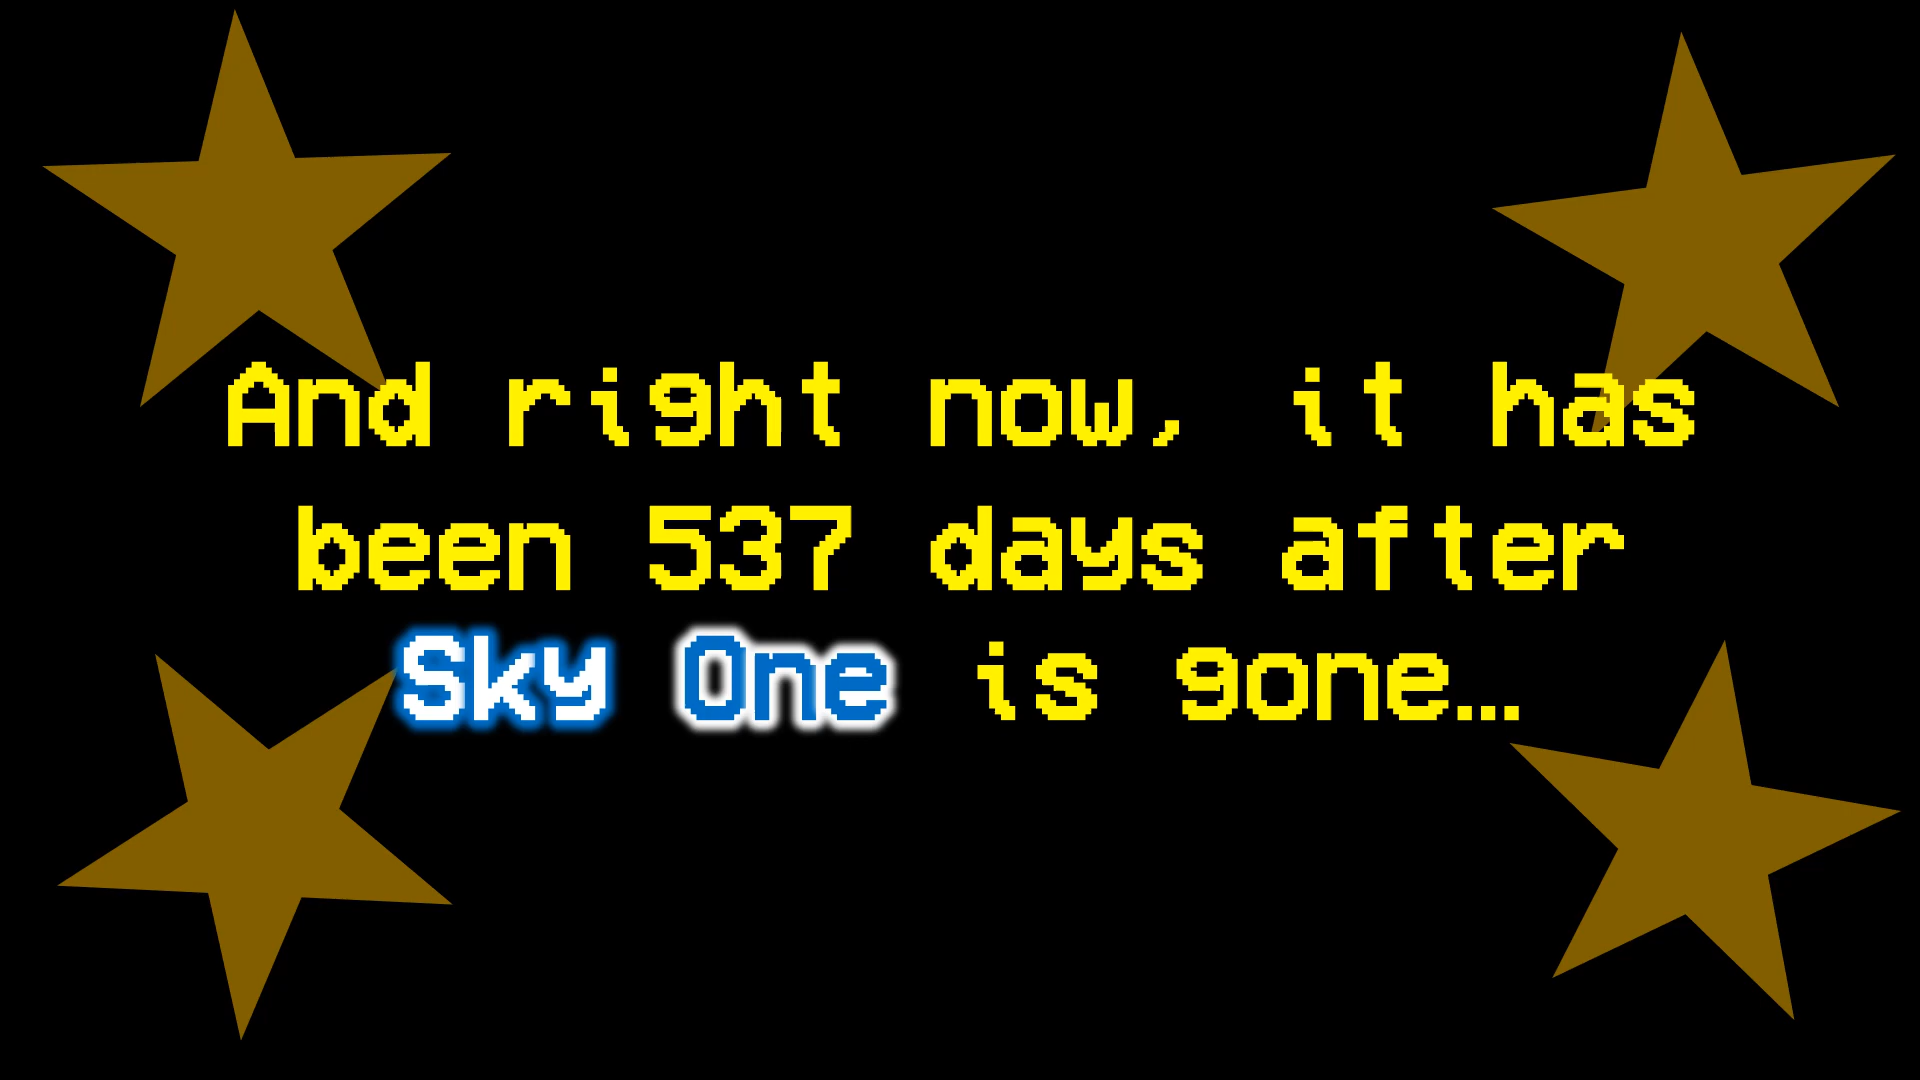 And right now, it has
been 537 days after
Sky One is gone...